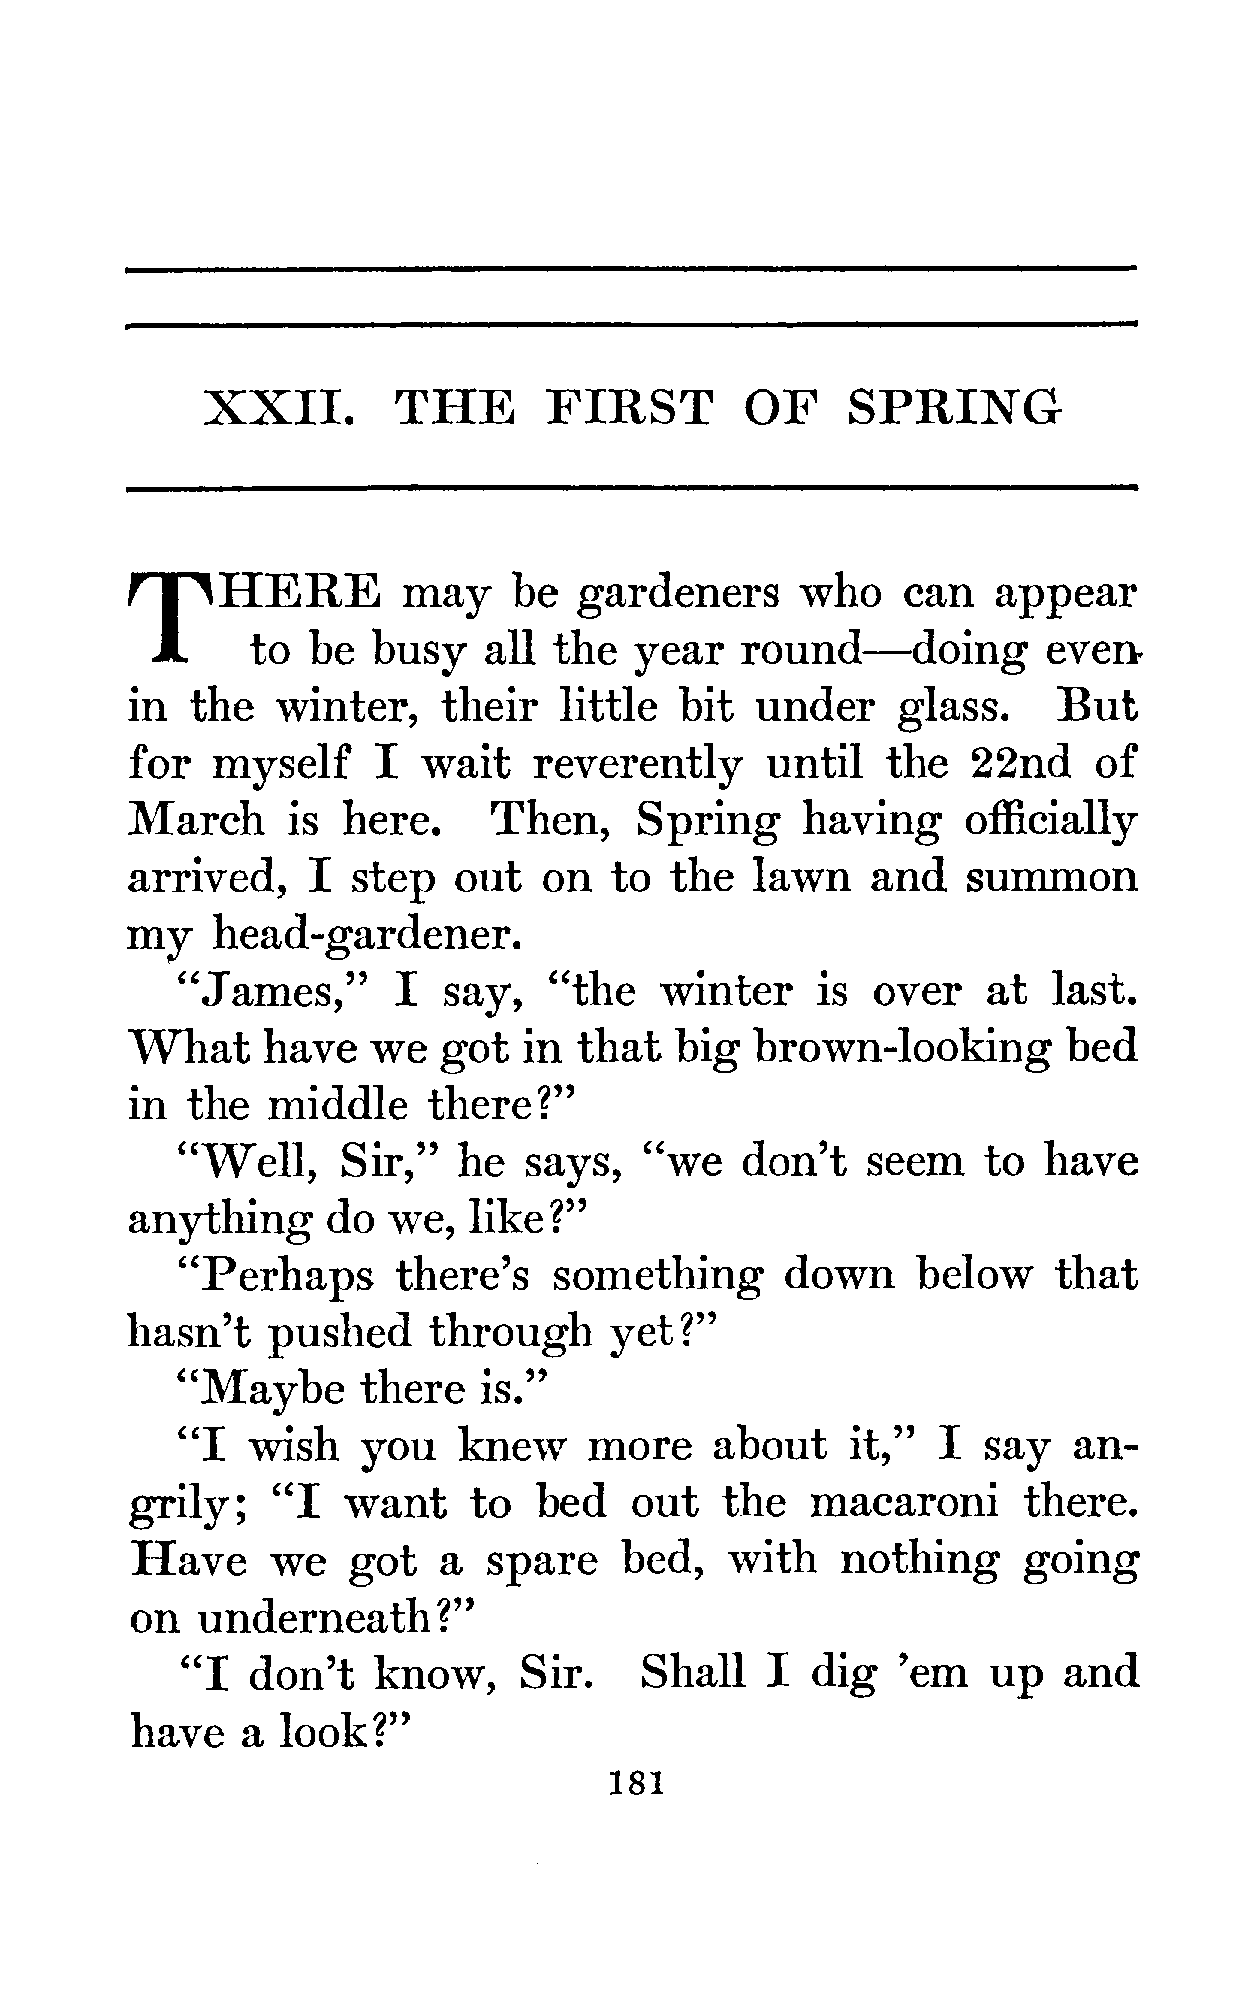 XXII. THE FIRST OF SPRING
THERE may be gardeners who can appear
to be busy all the year round—doing even
in the winter, their little bit under glass. But
for myself I wait reverently until the 22nd of
March is here. Then, Spring having officially
arrived, I step out on to the lawn and summon
my head-gardener.
“James,” I say, “the winter is over at last.
What have we got in that big brown-looking bed
in the middle there?”
“Well, Sir,” he says, “we don’t seem to have
anything do we, like?”
“Perhaps there’s something down below that
hasn’t pushed through yet?”
“Maybe there is.”
“I wish you knew more about it,” I say an-
grily; “I want to bed out the macaroni there.
Have we got a spare bed, with nothing going
on underneath?”
“I don’t know, Sir. Shall I dig ’em up and
have a look?”
181